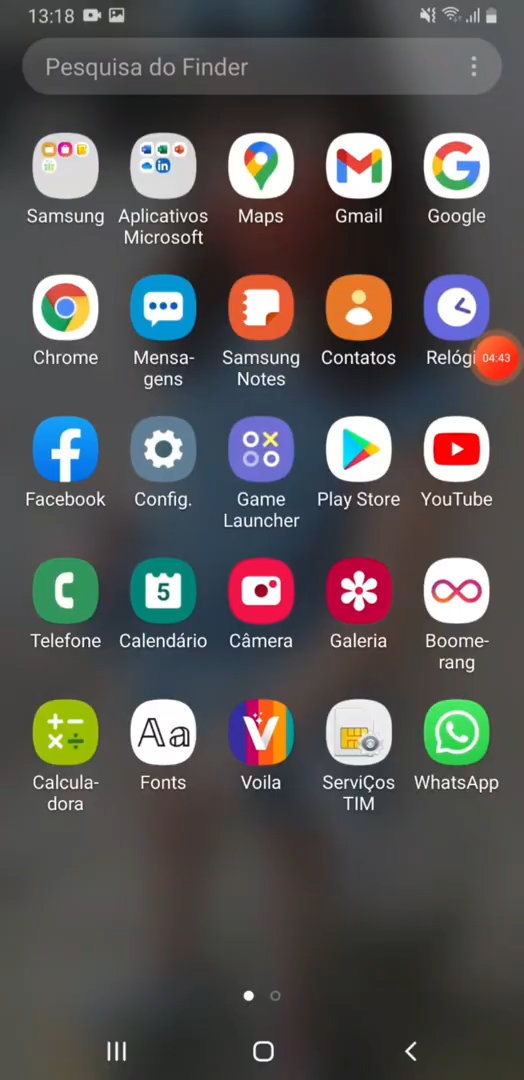 13:18
Pesquisa do Finder
Samsung
Aplicativos
Microsoft
Maps
Gmail
Google
Chrome
Mensa-
gens
Samsung
Notes
Contatos
Relógi
04:43
Facebook
Config.
Game
Launcher
Play Store
YouTube
Telefone
5
Calendário
Câmera
Galeria
Boome-
rang
Calcula-
dora
Aa
Fonts
Voila
ServiÇos
TIM
WhatsApp